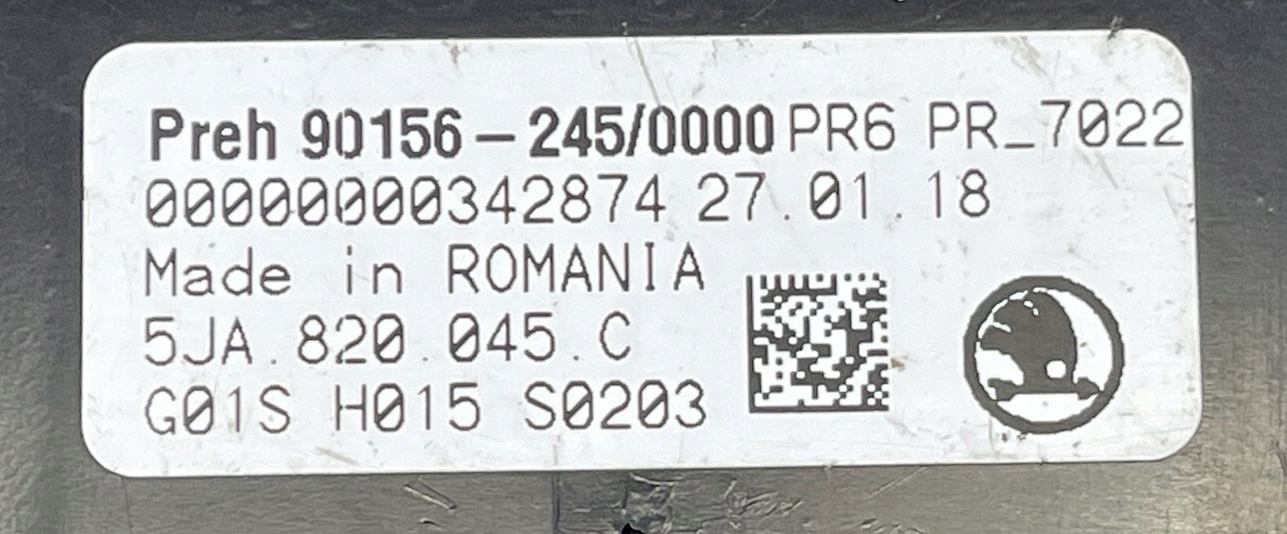 Preh 90156-245/0000 PR6 PR_7022
00000000342874 27.01.18
Made in ROMANIA
5JA.820.045.C
G01S H015 S0203